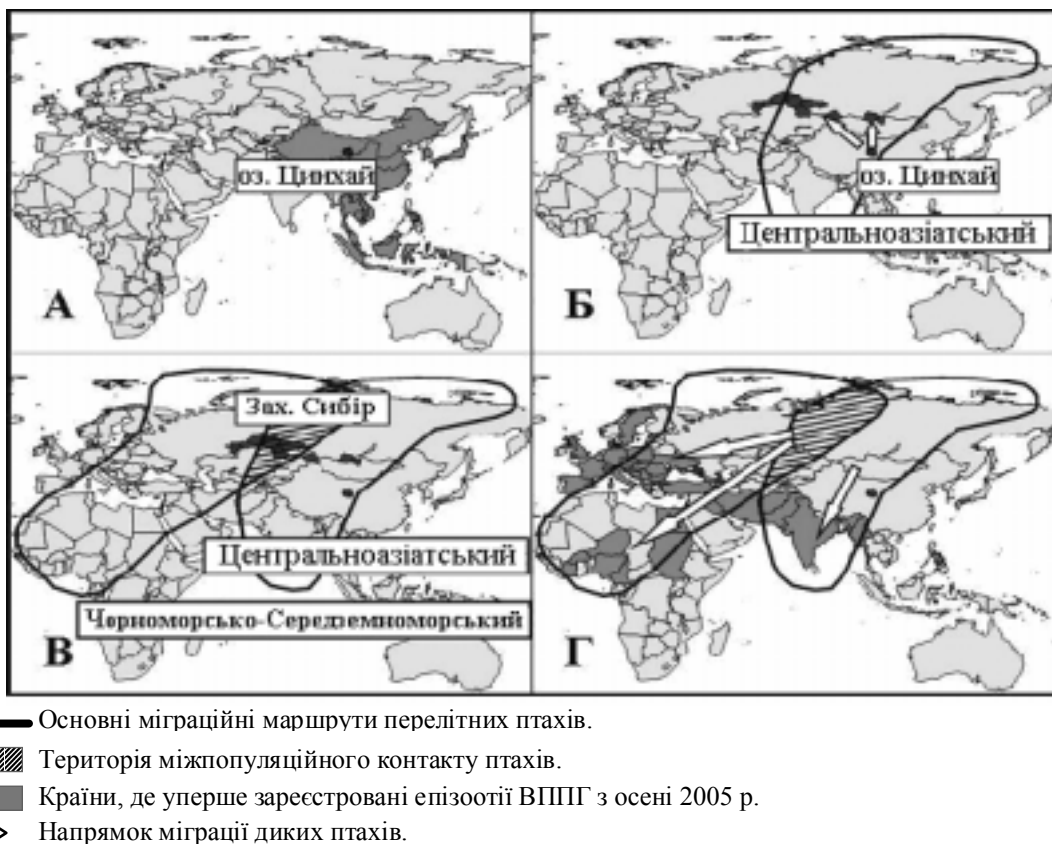 оз. Цинхай
А
оз. Цинхай
Центральноазіатський
Б
Зах. Сибір
Центральноазіатський
Чорноморсько-Середземноморський
В
Г
Основні міграційні маршрути перелітних птахів.
Територія міжпопуляційного контакту птахів.
Країни, де уперше зареєстровані епізоотії ВППГ з осені 2005 р.
Напрямок міграції диких птахів.